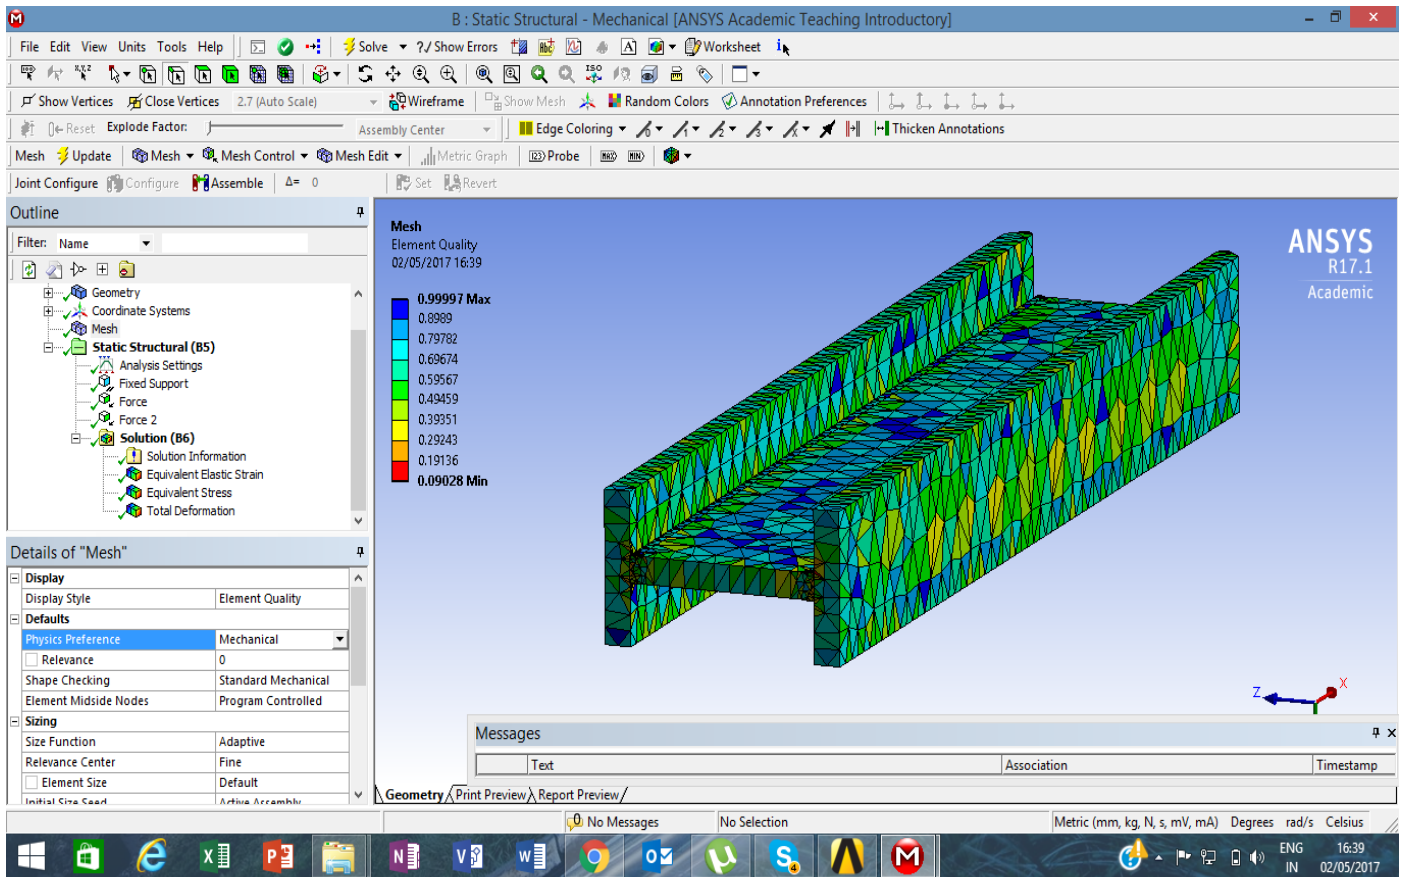 B : Static Structural - Mechanical [ANSYS Academic Teaching Introductory]
File Edit View Units Tools Help Solve ?/ Show Errors Worksheet
Show Vertices Close Vertices 2.7 (Auto Scale) Wireframe Show Mesh Random Colors Annotation Preferences
Reset Explode Factor: Assembly Center Edge Coloring Thicken Annotations
Mesh Update Mesh Mesh Control Mesh Edit Metric Graph Probe MAX MIN
Joint Configure Configure Assemble Δ= 0 Set Revert
Outline
Filter: Name
Geometry
Coordinate Systems
Mesh
Static Structural (B5)
Analysis Settings
Fixed Support
Force
Force 2
Solution (B6)
Solution Information
Equivalent Elastic Strain
Equivalent Stress
Total Deformation
Details of "Mesh"
Display
Display Style Element Quality
Defaults
Physics Preference Mechanical
Relevance 0
Shape Checking Standard Mechanical
Element Midside Nodes Program Controlled
Sizing
Size Function Adaptive
Relevance Center Fine
Element Size Default
Initial Size Seed Active Assembly
Mesh
Element Quality
02/05/2017 16:39
0.99997 Max
0.8989
0.79782
0.69674
0.59567
0.49459
0.39351
0.29243
0.19136
0.09028 Min
ANSYS
R17.1
Academic
Z X
Messages
Text Association Timestamp
Geometry Print Preview Report Preview
No Messages No Selection Metric (mm, kg, N, s, mV, mA) Degrees rad/s Celsius
ENG 16:39
IN 02/05/2017